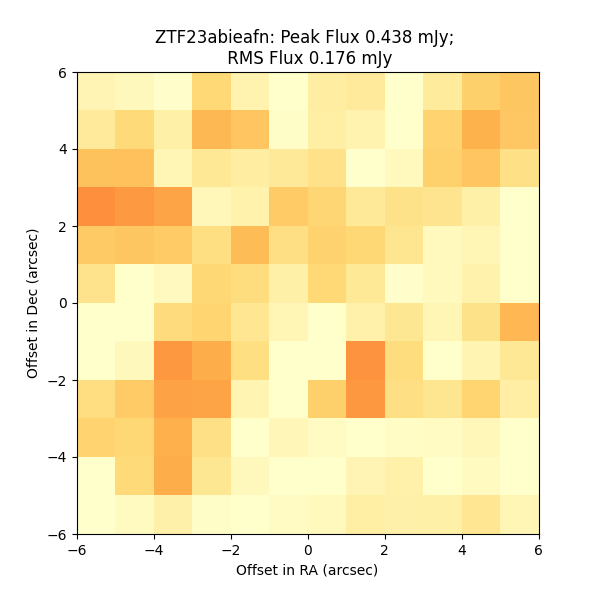 ZTF23abieafn: Peak Flux 0.438 mJy;
RMS Flux 0.176 mJy
6
4
2
0
−2
−4
−6
Offset in Dec (arcsec)
−6 −4 −2 0 2 4 6
Offset in RA (arcsec)